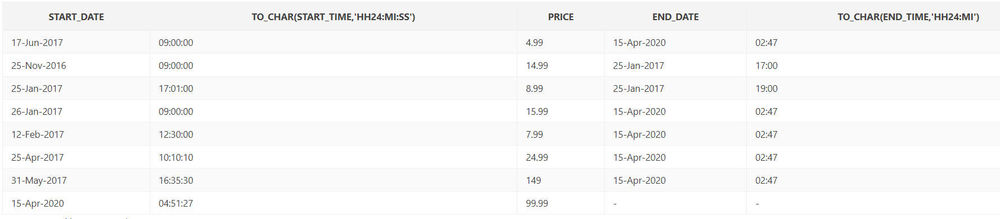 START_DATE TO_CHAR(START_TIME,'HH24:MI:SS') PRICE END_DATE TO_CHAR(END_TIME,'HH24:MI')
17-Jun-2017 09:00:00 4.99 15-Apr-2020 02:47
25-Nov-2016 09:00:00 14.99 25-Jan-2017 17:00
25-Jan-2017 17:01:00 8.99 25-Jan-2017 19:00
26-Jan-2017 09:00:00 15.99 15-Apr-2020 02:47
12-Feb-2017 12:30:00 7.99 15-Apr-2020 02:47
25-Apr-2017 10:10:10 24.99 15-Apr-2020 02:47
31-May-2017 16:35:30 149 15-Apr-2020 02:47
15-Apr-2020 04:51:27 99.99 - -